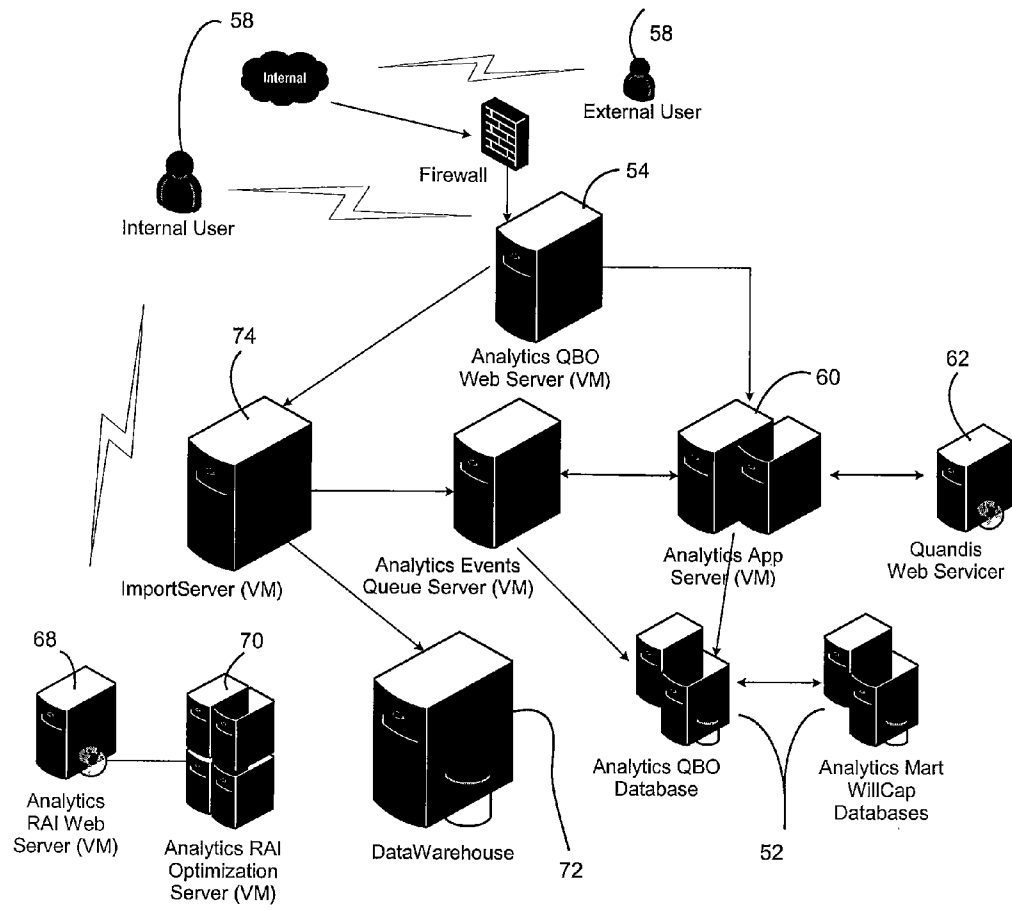 58
58
Internal
External User
Firewall
54
Internal User
74
Analytics QBO
Web Server (VM)
60
62
ImportServer (VM)
Analytics Events
Queue Server (VM)
Analytics App
Server (VM)
Quandis
Web Servicer
68
70
Analytics
RAI Web
Server (VM)
Analytics RAI
Optimization
Server (VM)
DataWarehouse
72
Analytics QBO
Database
52
Analytics Mart
WillCap
Databases